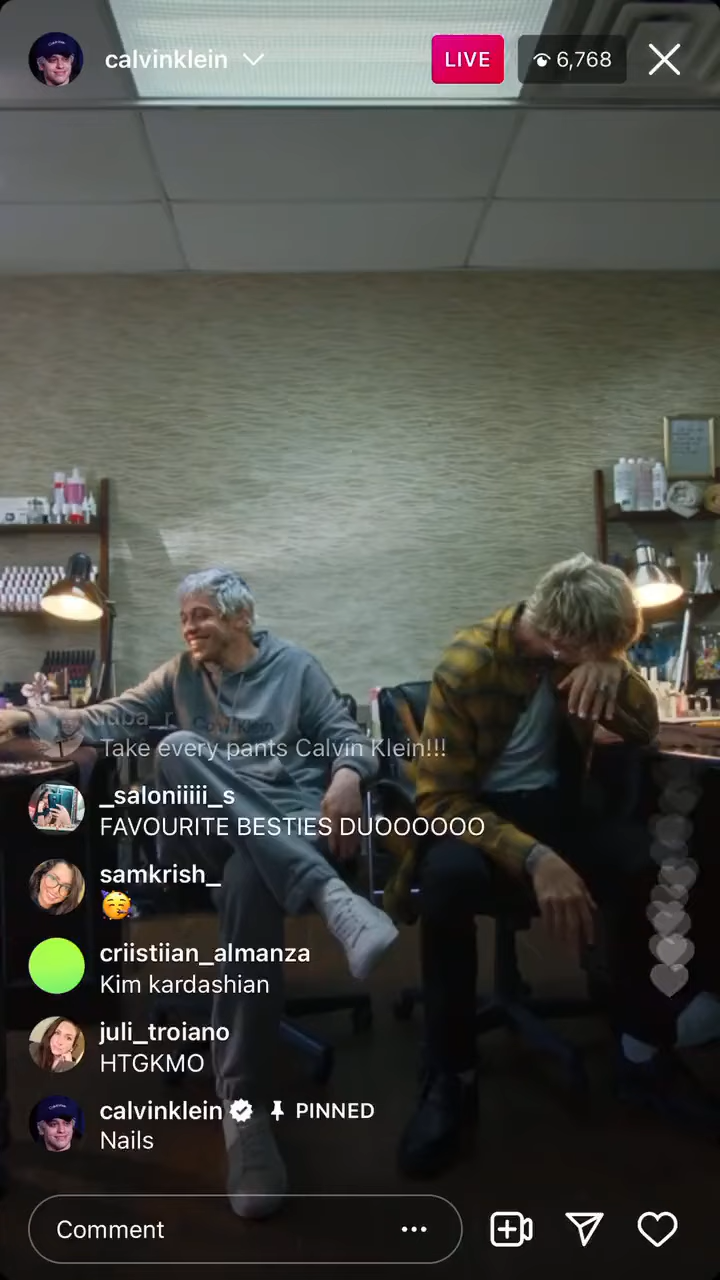 calvinklein
LIVE
6,768
Take every pants Calvin Klein!!!
_saloniiiii_s
FAVOURITE BESTIES DUOOOOOO
samkrish_
criistiian_almanza
Kim kardashian
juli_troiano
HTGKMO
calvinklein PINNED
Nails
Comment